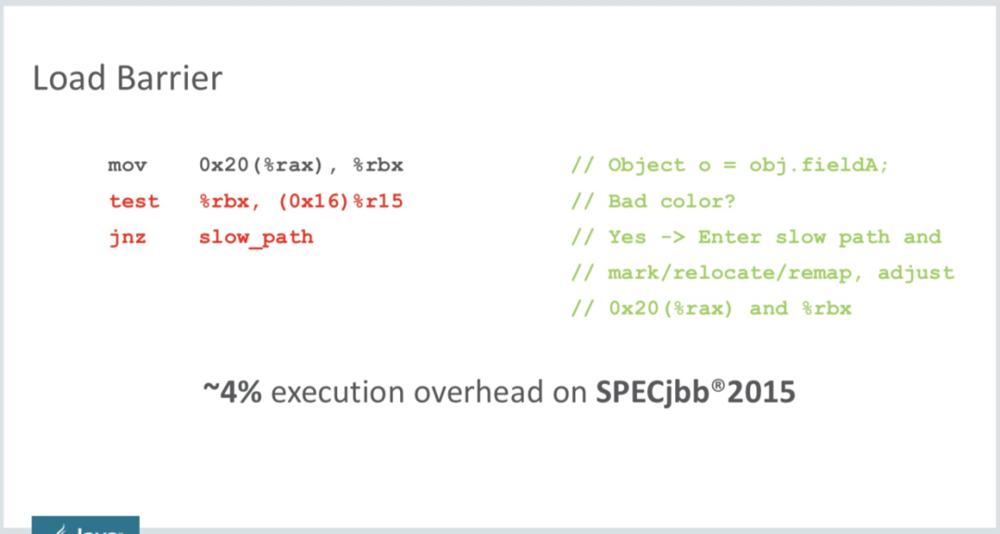 Load Barrier
mov 0x20(%rax), %rbx // Object o = obj.fieldA;
test %rbx, (0x16)%r15 // Bad color?
jnz slow_path // Yes -> Enter slow path and
// mark/relocate/remap, adjust
// 0x20(%rax) and %rbx
~4% execution overhead on SPECjbb®2015